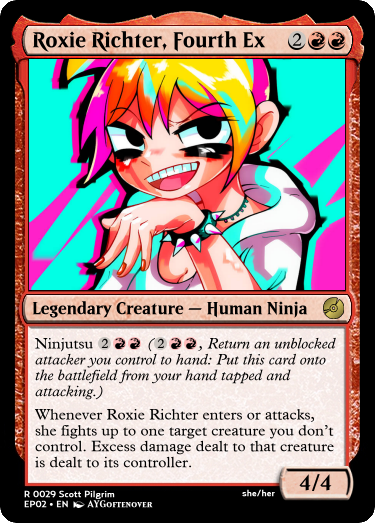 Roxie Richter, Fourth Ex 2
Legendary Creature — Human Ninja
Ninjutsu 2 (2, Return an unblocked
attacker you control to hand: Put this card onto
the battlefield from your hand tapped and
attacking.)
Whenever Roxie Richter enters or attacks,
she fights up to one target creature you don't
control. Excess damage dealt to that creature
is dealt to its controller.
4/4
R 0029 Scott Pilgrim she/her
EP02 • EN AYGOFTENOVER